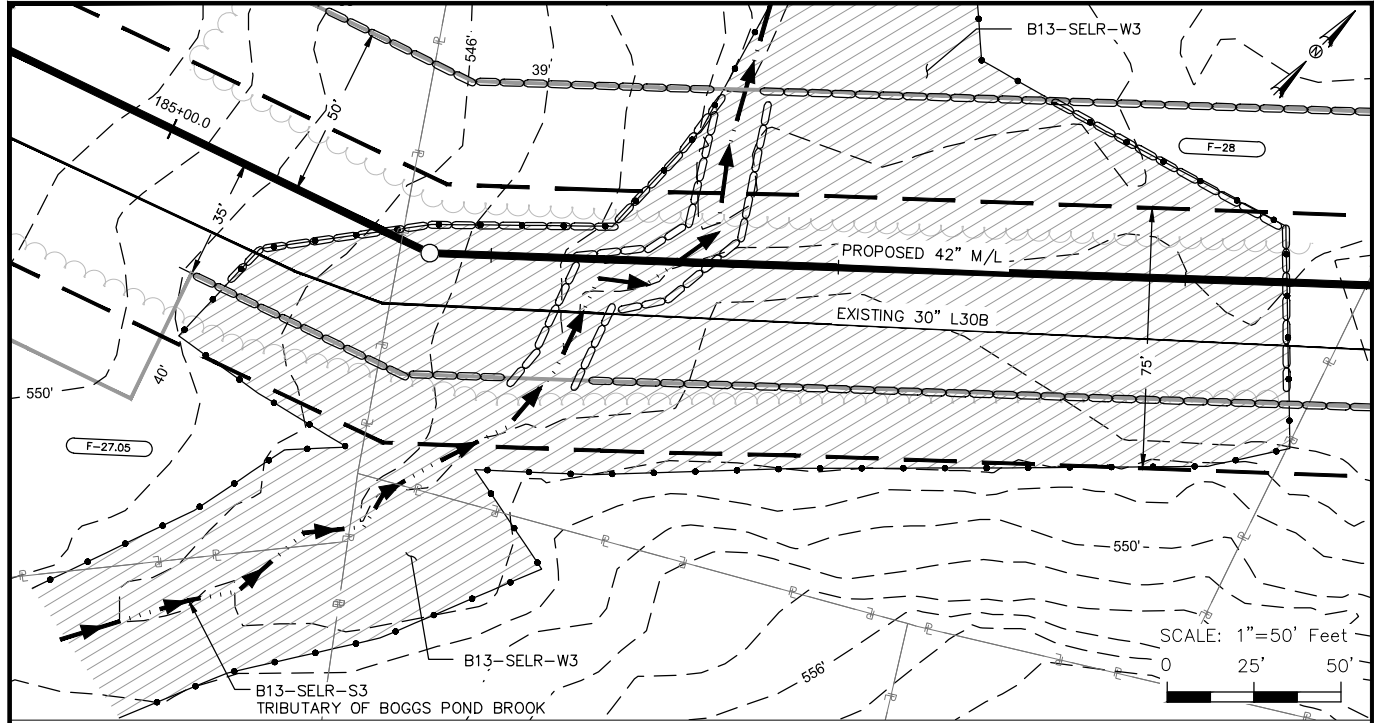 B13-SELR-W3
N
546'
39'
50'
185+00.0
F-28
35'
PROPOSED 42" M/L
EXISTING 30" L30B
75'
40'
550'
F-27.05
550'
SCALE: 1"=50' Feet
0 25' 50'
556'
B13-SELR-W3
B13-SELR-S3
TRIBUTARY OF BOGGS POND BROOK